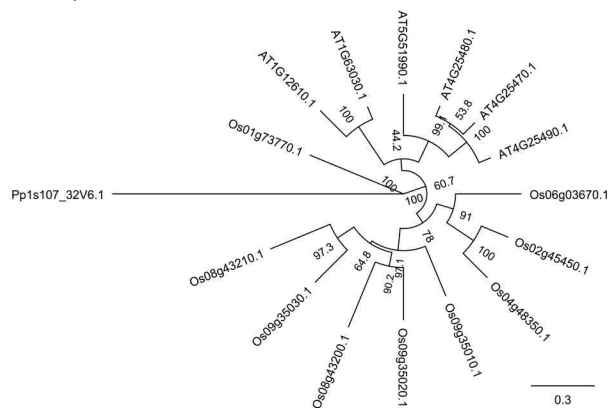 AT5G51990.1
AT4G25480.1
AT1G63030.1
AT4G25470.1
AT1G12610.1
53.8
100
99.
44.2
100
AT4G25490.1
Os01g73770.1
100
60.7
100
Pp1s107_32V6.1
Os06g03670.1
91
78
Os02g45450.1
100
Os08g43210.1
97.3
64.8
90.2
Os04g48350.1
Os09g35030.1
Os09g35010.1
Os08g43200.1
Os09g35020.1
0.3